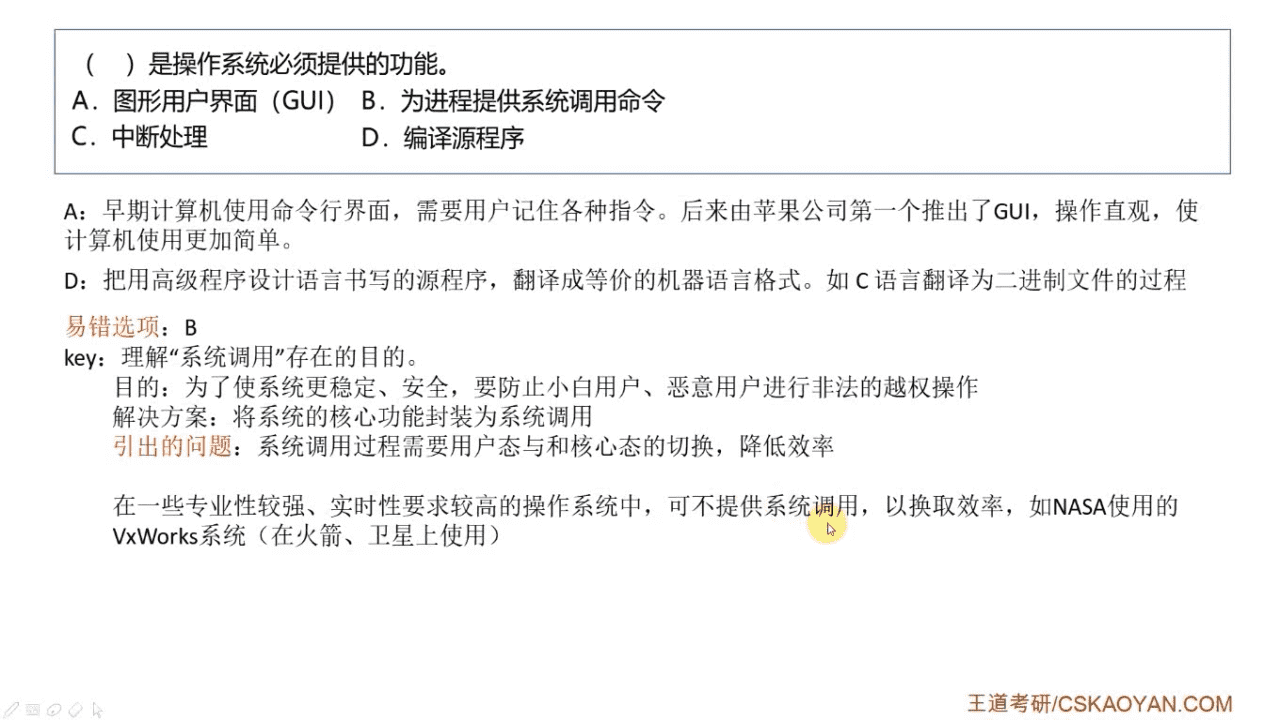 （　）是操作系统必须提供的功能。
A．图形用户界面（GUI） B．为进程提供系统调用命令
C．中断处理 D．编译源程序
A：早期计算机使用命令行界面，需要用户记住各种指令。后来由苹果公司第一个推出了GUI，操作直观，使
计算机使用更加简单。
D：把用高级程序设计语言书写的源程序，翻译成等价的机器语言格式。如 C 语言翻译为二进制文件的过程
易错选项：B
key：理解“系统调用”存在的目的。
目的：为了使系统更稳定、安全，要防止小白用户、恶意用户进行非法的越权操作
解决方案：将系统的核心功能封装为系统调用
引出的问题：系统调用过程需要用户态与和核心态的切换，降低效率
在一些专业性较强、实时性要求较高的操作系统中，可不提供系统调用，以换取效率，如NASA使用的
VxWorks系统（在火箭、卫星上使用）
王道考研/CSKAOYAN.COM